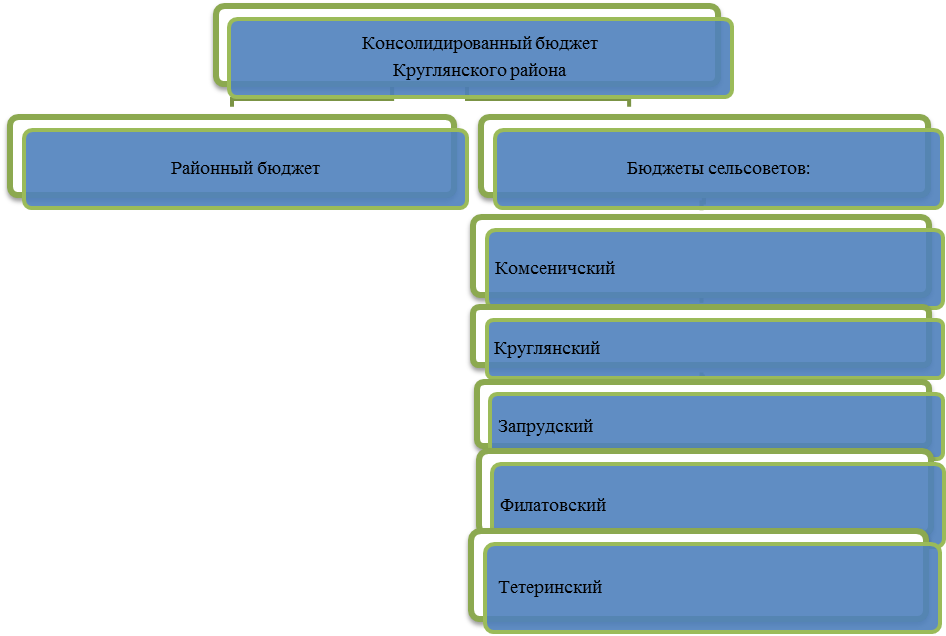 Консолидированный бюджет
Круглянского района
Районный бюджет
Бюджеты сельсоветов:
Комсеничский
Круглянский
Запрудский
Филатовский
Тетеринский